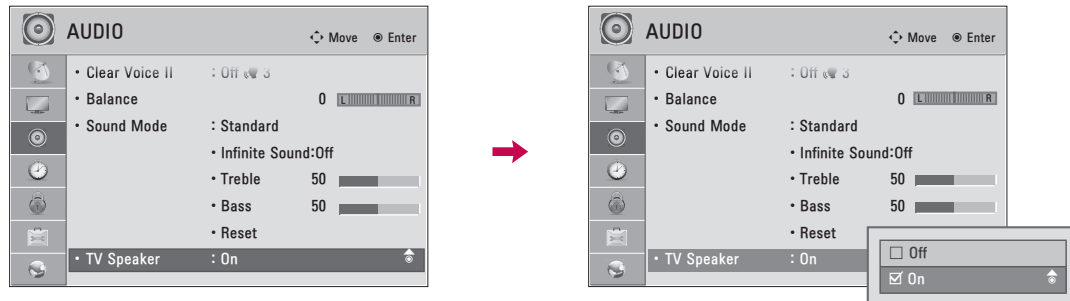 AUDIO
Move Enter
• Clear Voice II : Off 3
• Balance 0 L R
• Sound Mode : Standard
• Infinite Sound:Off
• Treble 50
• Bass 50
• Reset
• TV Speaker : On
AUDIO
Move Enter
• Clear Voice II : Off 3
• Balance 0 L R
• Sound Mode : Standard
• Infinite Sound:Off
• Treble 50
• Bass 50
• Reset
• TV Speaker : On
Off
On